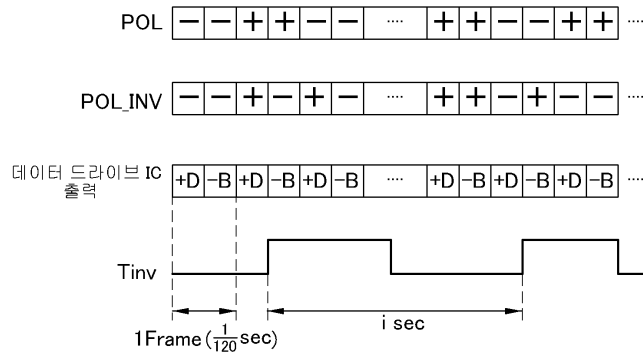 POL − − + + − − ···· + + − − + + ····
POL_INV − − + − + − ···· + + − + − − ····
데이터 드라이브 IC 출력 +D −B +D −B +D −B ···· +D −B +D −B +D −B ····
Tinv
1Frame(1/120 sec)
i sec